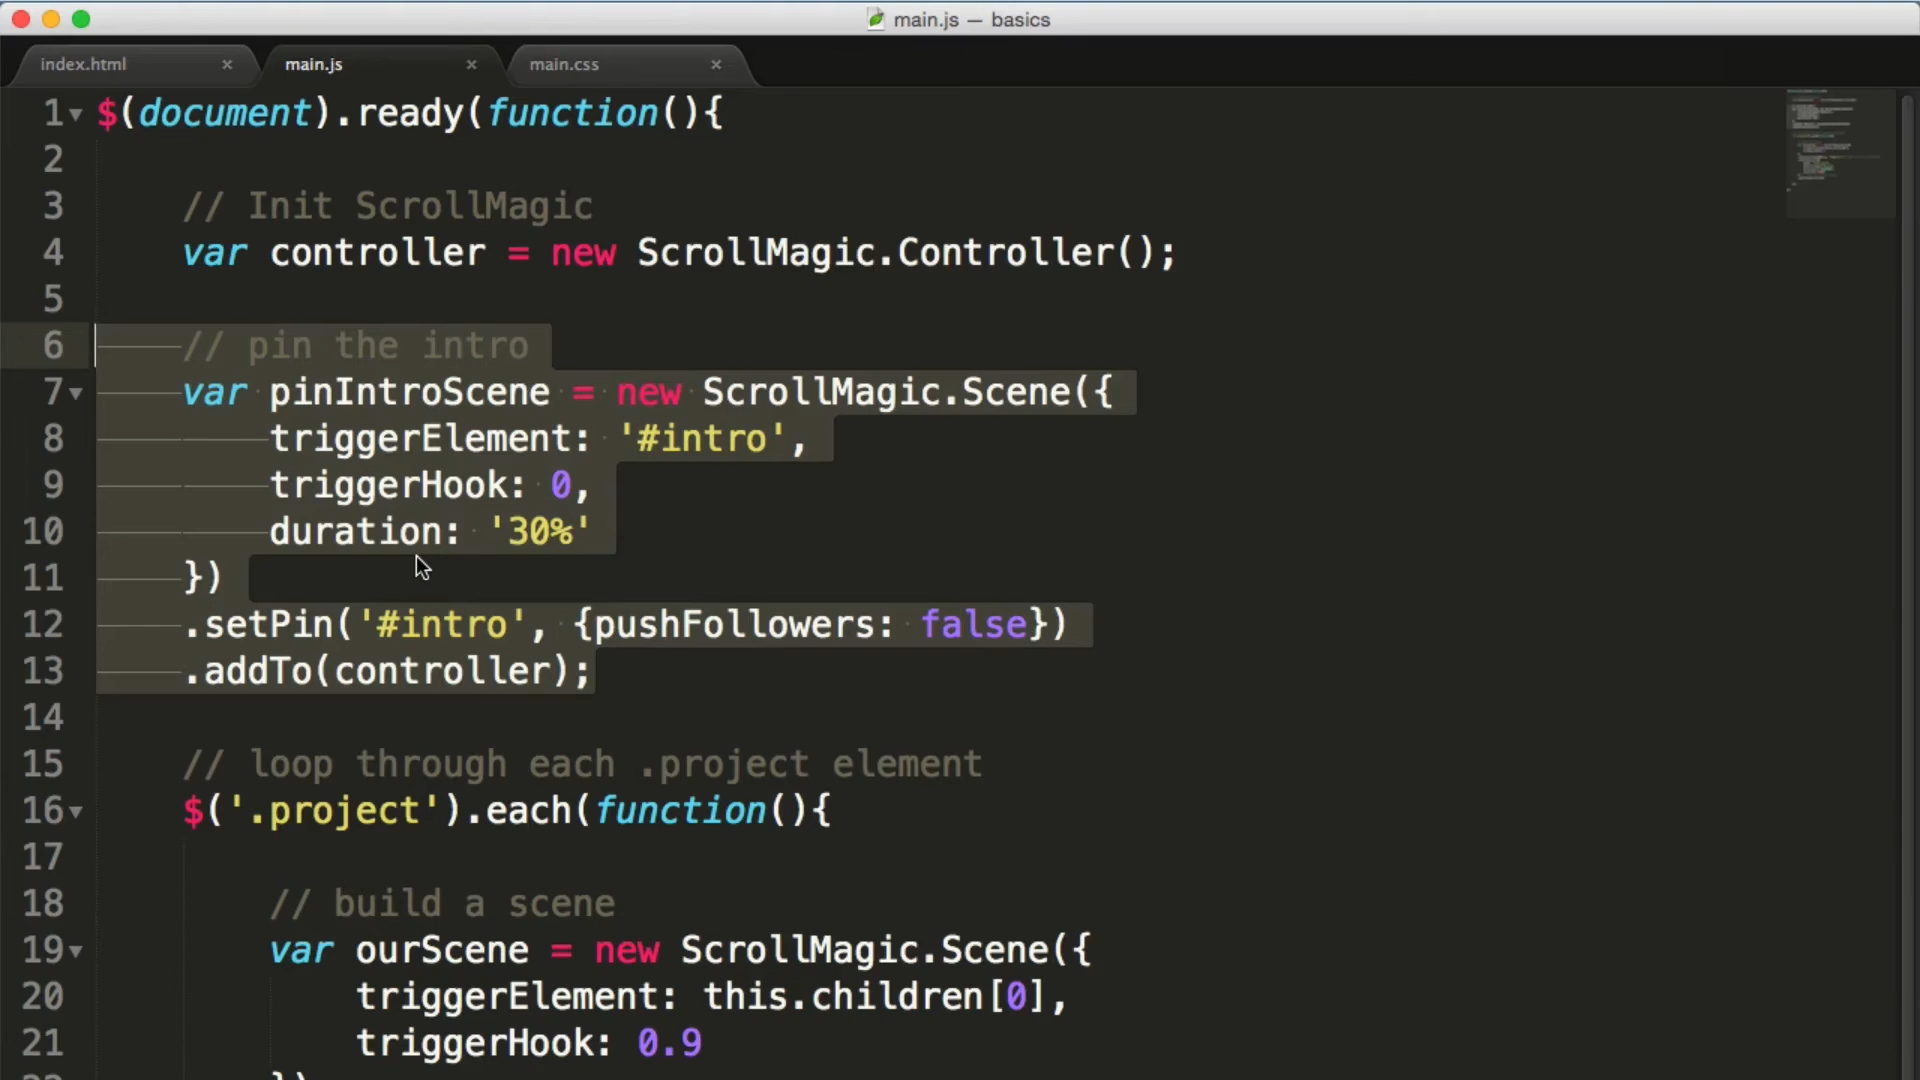 main.js — basics
index.html × main.js × main.css ×
1 $(document).ready(function(){
2
3 // Init ScrollMagic
4 var controller = new ScrollMagic.Controller();
5
6 // pin the intro
7 var pinIntroScene = new ScrollMagic.Scene({
8 triggerElement: '#intro',
9 triggerHook: 0,
10 duration: '30%'
11 })
12 .setPin('#intro', {pushFollowers: false})
13 .addTo(controller);
14
15 // loop through each .project element
16 $('.project').each(function(){
17
18 // build a scene
19 var ourScene = new ScrollMagic.Scene({
20 triggerElement: this.children[0],
21 triggerHook: 0.9